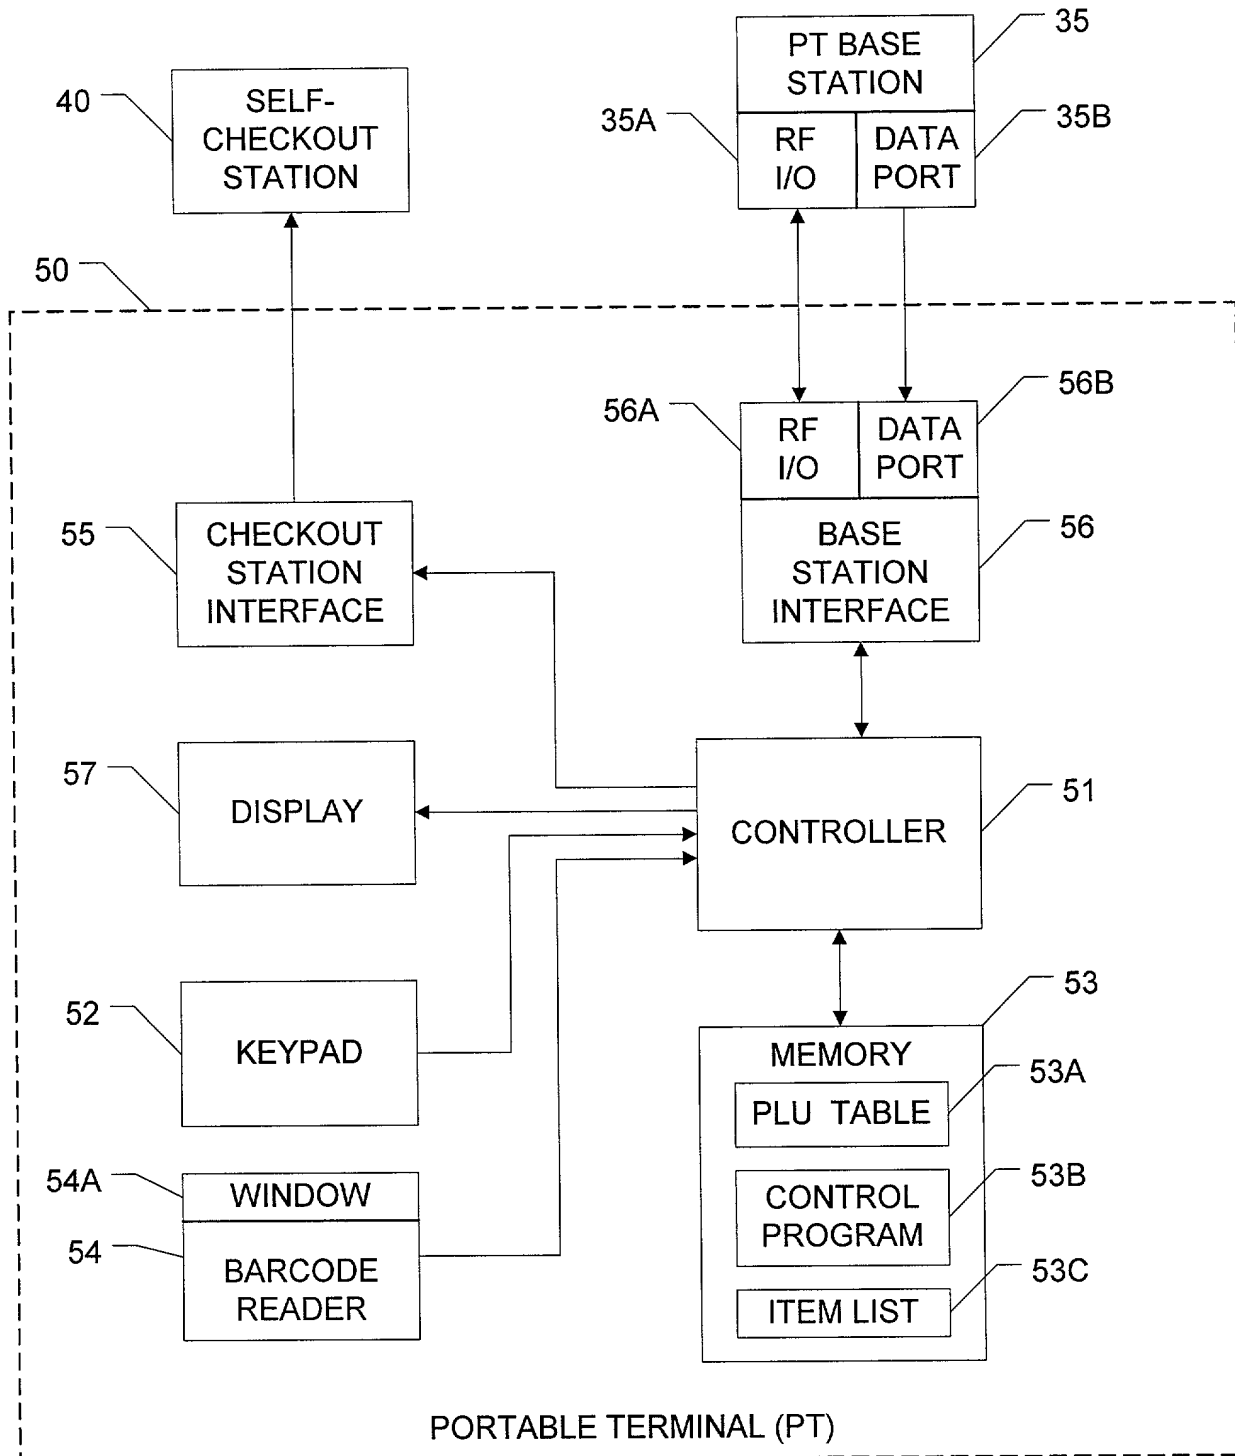 35
PT BASE
STATION
40
SELF-
CHECKOUT
STATION
35A
RF
I/O
DATA
PORT
35B
50
56A
RF
I/O
DATA
PORT
56B
55
CHECKOUT
STATION
INTERFACE
BASE
STATION
INTERFACE
56
57
DISPLAY
CONTROLLER
51
52
KEYPAD
MEMORY
53
PLU TABLE
53A
CONTROL
PROGRAM
53B
ITEM LIST
53C
54A
WINDOW
54
BARCODE
READER
PORTABLE TERMINAL (PT)